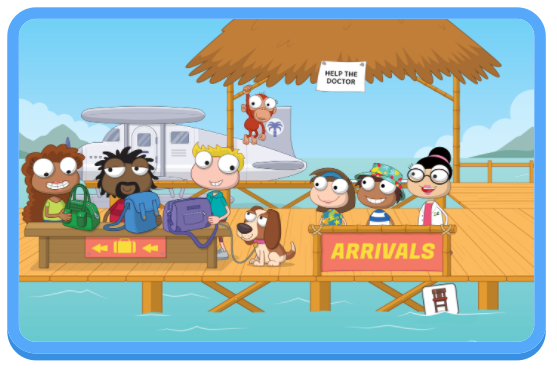 HELP THE
DOCTOR
ARRIVALS